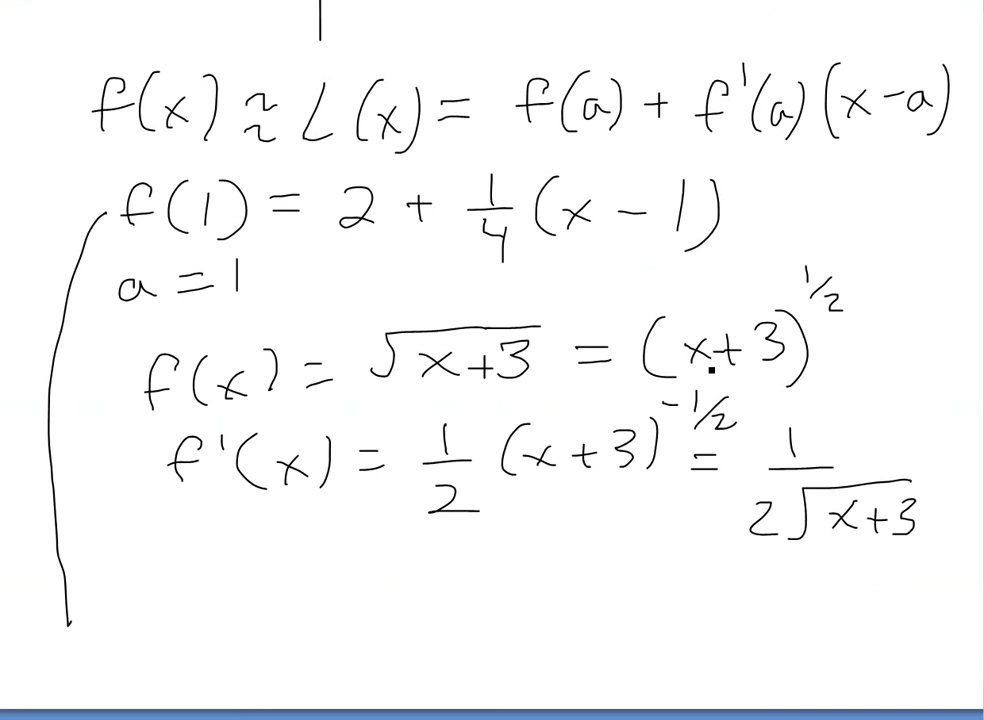 f(x) ≈ L(x) = f(a) + f'(a)(x-a)
f(1) = 2 + 1/4 (x - 1)
a = 1
f(x) = √(x+3) = (x+3)^(1/2)
f'(x) = 1/2 (x+3)^(-1/2) = 1/(2√(x+3))